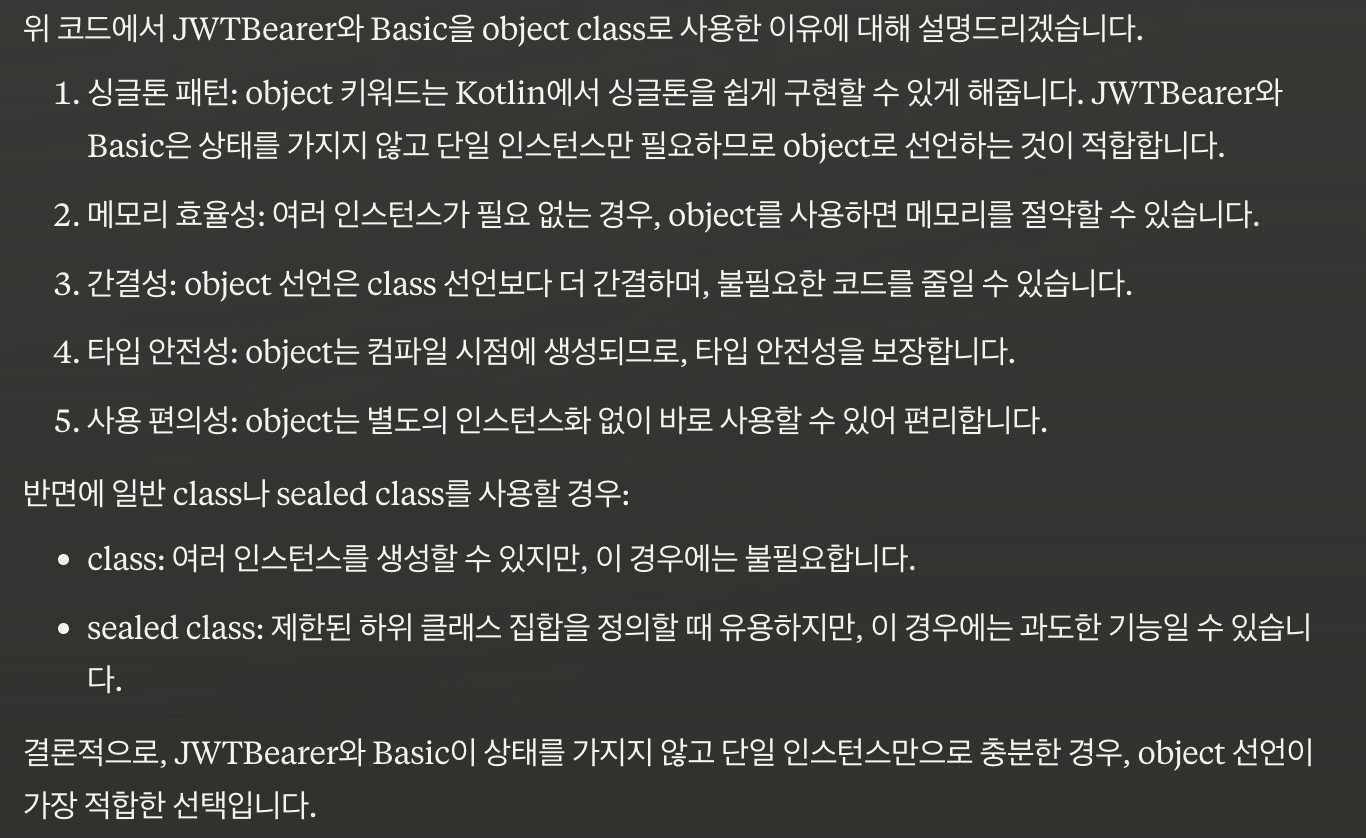 위 코드에서 JWTBearer와 Basic을 object class로 사용한 이유에 대해 설명드리겠습니다.
1. 싱글톤 패턴: object 키워드는 Kotlin에서 싱글톤을 쉽게 구현할 수 있게 해줍니다. JWTBearer와
Basic은 상태를 가지지 않고 단일 인스턴스만 필요하므로 object로 선언하는 것이 적합합니다.
2. 메모리 효율성: 여러 인스턴스가 필요 없는 경우, object를 사용하면 메모리를 절약할 수 있습니다.
3. 간결성: object 선언은 class 선언보다 더 간결하며, 불필요한 코드를 줄일 수 있습니다.
4. 타입 안전성: object는 컴파일 시점에 생성되므로, 타입 안전성을 보장합니다.
5. 사용 편의성: object는 별도의 인스턴스화 없이 바로 사용할 수 있어 편리합니다.
반면에 일반 class나 sealed class를 사용할 경우:
• class: 여러 인스턴스를 생성할 수 있지만, 이 경우에는 불필요합니다.
• sealed class: 제한된 하위 클래스 집합을 정의할 때 유용하지만, 이 경우에는 과도한 기능일 수 있습니
다.
결론적으로, JWTBearer와 Basic이 상태를 가지지 않고 단일 인스턴스만으로 충분한 경우, object 선언이
가장 적합한 선택입니다.